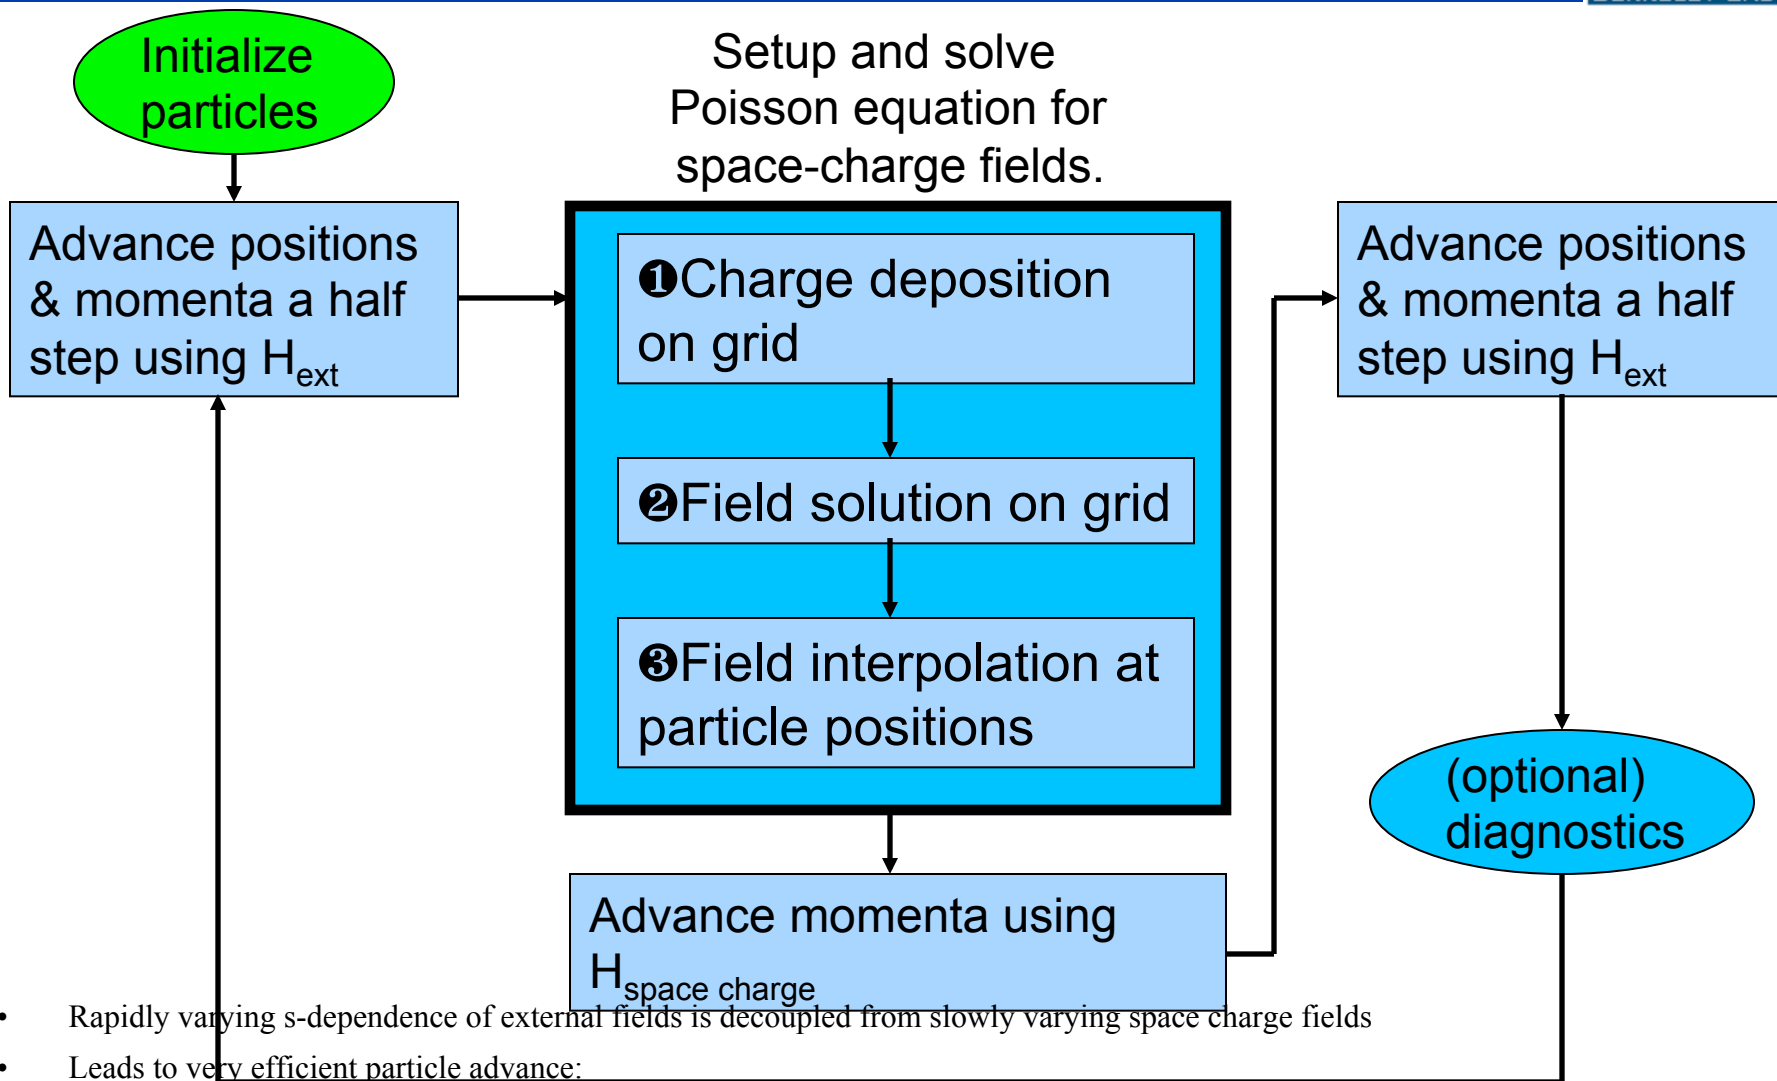 Initialize
particles
Setup and solve
Poisson equation for
space-charge fields.
Advance positions
& momenta a half
step using Hext
❶Charge deposition
on grid
❷Field solution on grid
❸Field interpolation at
particle positions
Advance momenta using
Hspace charge
Advance positions
& momenta a half
step using Hext
(optional)
diagnostics
• Rapidly varying s-dependence of external fields is decoupled from slowly varying space charge fields
• Leads to very efficient particle advance: